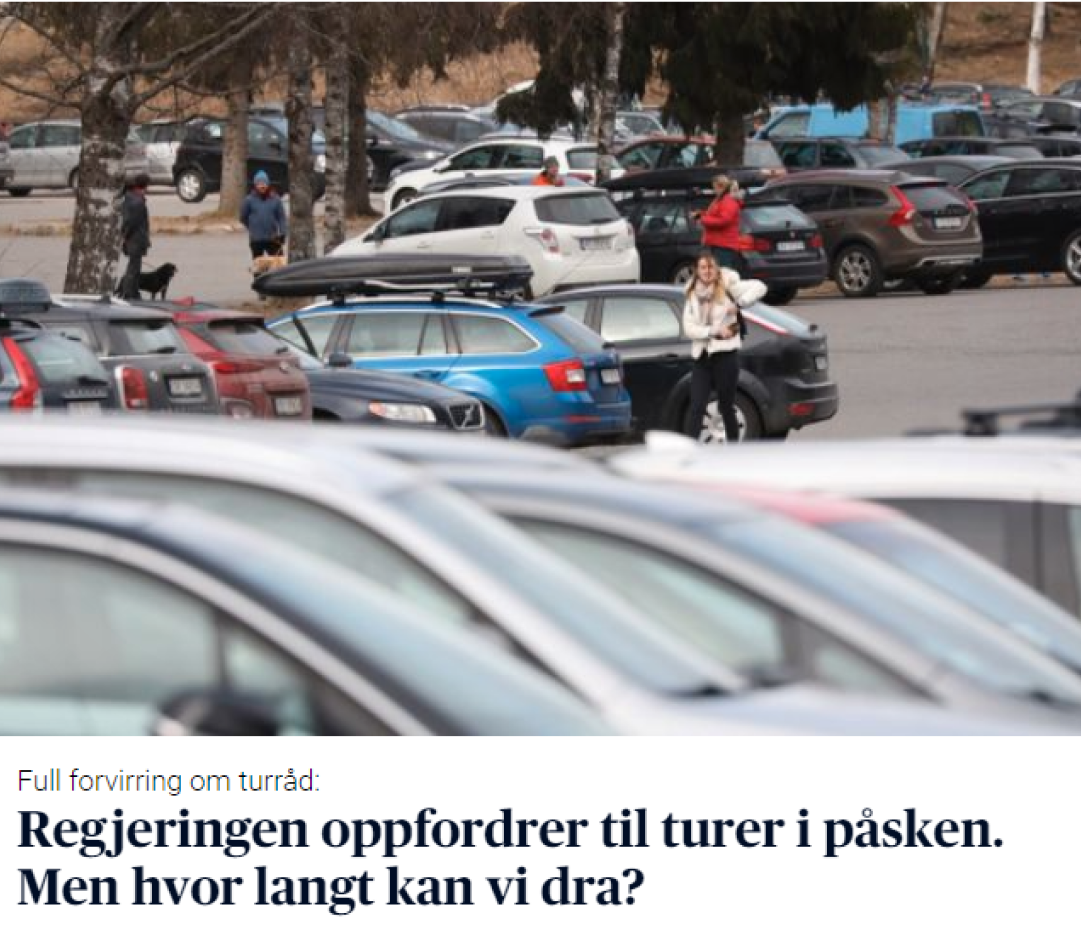 Full forvirring om turråd:
Regjeringen oppfordrer til turer i påsken.
Men hvor langt kan vi dra?